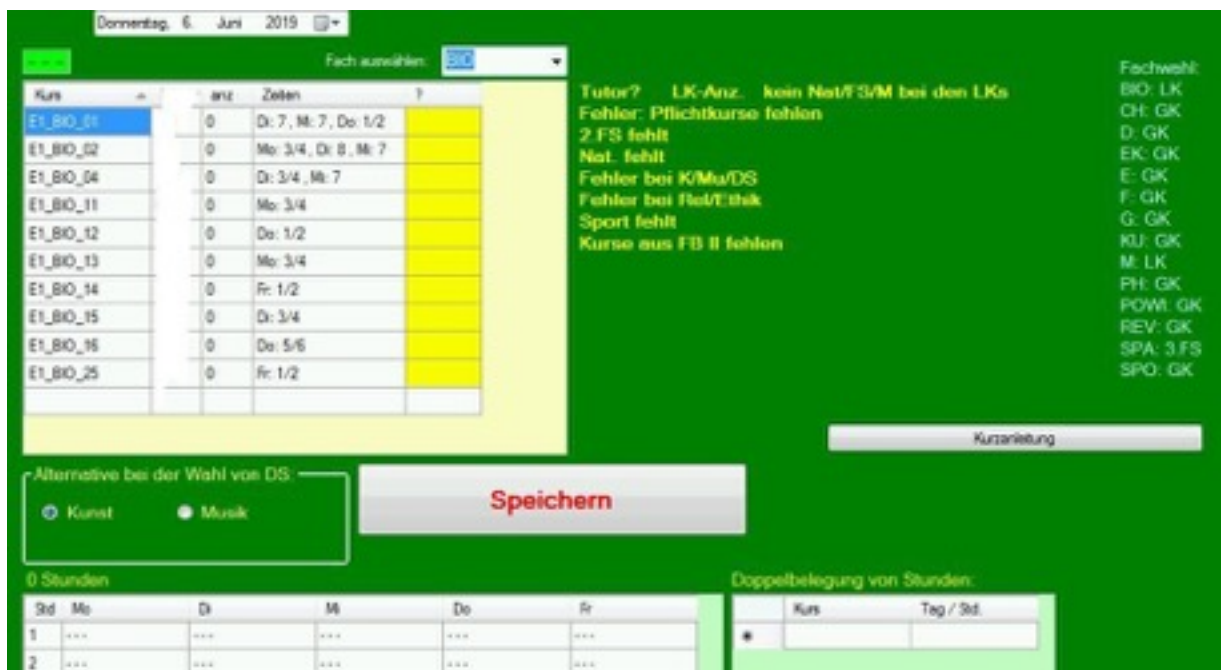 Donnerstag, 6. Juni 2019
- - -
Fach auswählen: BIO
Kurs anz Zeiten ?
E1_BIO_01 0 Di: 7 , Mi: 7 , Do: 1/2
E1_BIO_02 0 Mo: 3/4 , Di: 8 , Mi: 7
E1_BIO_04 0 Di: 3/4 , Mi: 7
E1_BIO_11 0 Mo: 3/4
E1_BIO_12 0 Do: 1/2
E1_BIO_13 0 Mo: 3/4
E1_BIO_14 0 Fr: 1/2
E1_BIO_15 0 Di: 3/4
E1_BIO_16 0 Do: 5/6
E1_BIO_25 0 Fr: 1/2
Tutor? LK-Anz. kein Nat/FS/M bei den LKs
Fehler: Pflichtkurse fehlen
2.FS fehlt
Nat. fehlt
Fehler bei K/Mu/DS
Fehler bei Rel/Ethik
Sport fehlt
Kurse aus FB II fehlen
Fachwahl:
BIO: LK
CH: GK
D: GK
EK: GK
E: GK
F: GK
G: GK
KU: GK
M: LK
PH: GK
POWI: GK
REV: GK
SPA: 3.FS
SPO: GK
Kurzanleitung
Alternative bei der Wahl von DS:
Kunst Musik
Speichern
0 Stunden
Std Mo Di Mi Do Fr
1 --- --- --- --- ---
2 --- --- --- --- ---
Doppelbelegung von Stunden:
Kurs Tag / Std.